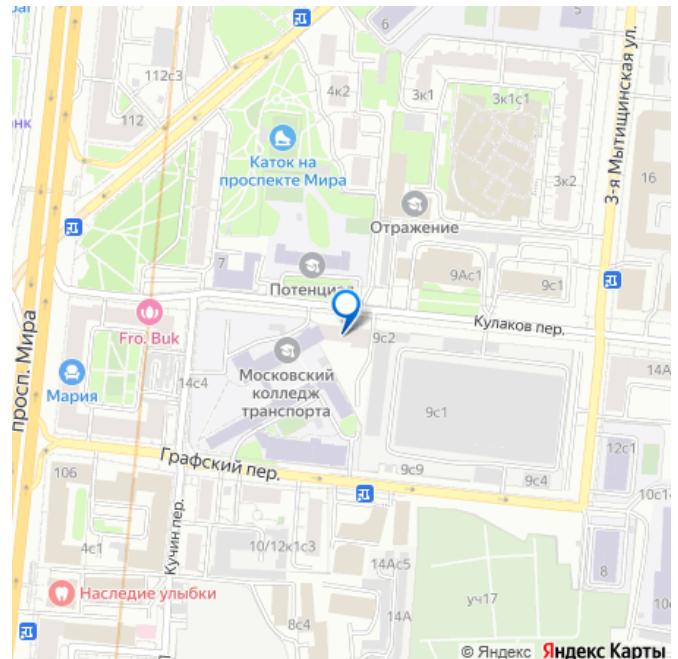 6
112с3
112
4к2
3к1
3к1с1
3-я Мытищинская ул.
нк
Каток на
проспекте Мира
3к2
16
Отражение
7
Потенциал
9Ас1
9с1
просп. Мира
Fro. Buk
Кулаков пер.
9с2
Московский
колледж
транспорта
14с4
Мария
14А
9с1
12с1
Графский пер.
9с9
9с4
106
10с1
Кучин пер.
4с1
10/12к1с3
14Ас5
8
Наследие улыбки
уч17
14А
8с4
© Яндекс Яндекс Карты